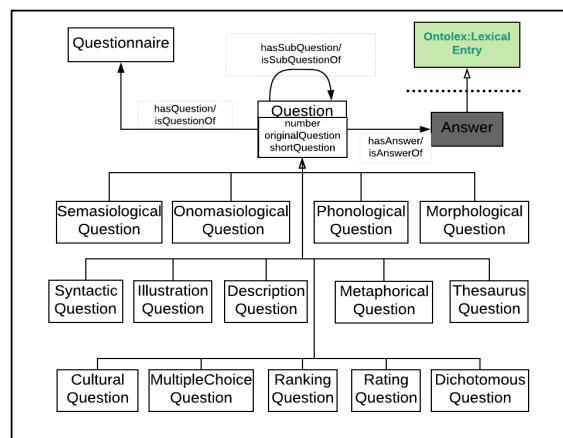 Questionnaire
hasSubQuestion/
isSubQuestionOf
Ontolex:Lexical
Entry
hasQuestion/
isQuestionOf
Question
number
originalQuestion
shortQuestion
hasAnswer/
isAnswerOf
Answer
Semasiological
Question
Onomasiological
Question
Phonological
Question
Morphological
Question
Syntactic
Question
Illustration
Question
Description
Question
Metaphorical
Question
Thesaurus
Question
Cultural
Question
MultipleChoice
Question
Ranking
Question
Rating
Question
Dichotomous
Question